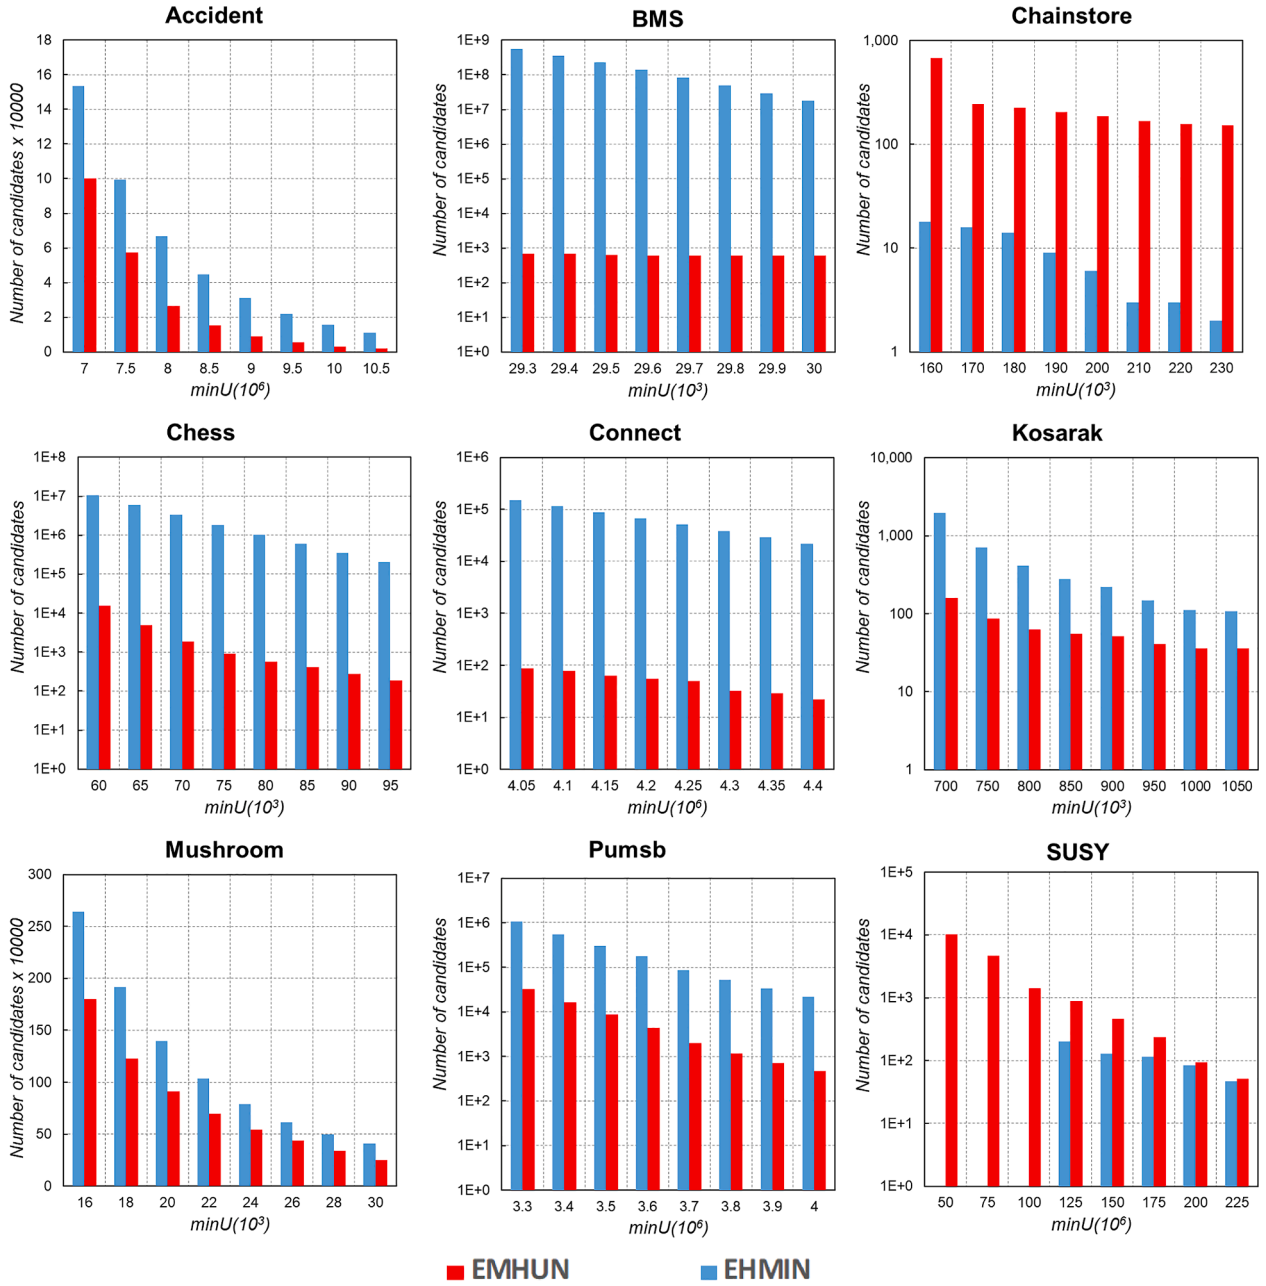 Accident
Number of candidates x 10000
18
16
14
12
10
8
6
4
2
0
7 7.5 8 8.5 9 9.5 10 10.5
minU(10⁶)
BMS
Number of candidates
1E+9
1E+8
1E+7
1E+6
1E+5
1E+4
1E+3
1E+2
1E+1
1E+0
29.3 29.4 29.5 29.6 29.7 29.8 29.9 30
minU(10³)
Chainstore
Number of candidates
1,000
100
10
1
160 170 180 190 200 210 220 230
minU(10³)
Chess
Number of candidates
1E+8
1E+7
1E+6
1E+5
1E+4
1E+3
1E+2
1E+1
1E+0
60 65 70 75 80 85 90 95
minU(10³)
Connect
Number of candidates
1E+6
1E+5
1E+4
1E+3
1E+2
1E+1
1E+0
4.05 4.1 4.15 4.2 4.25 4.3 4.35 4.4
minU(10⁶)
Kosarak
Number of candidates
10,000
1,000
100
10
1
700 750 800 850 900 950 1000 1050
minU(10³)
Mushroom
Number of candidates x 10000
300
250
200
150
100
50
0
16 18 20 22 24 26 28 30
minU(10³)
Pumsb
Number of candidates
1E+7
1E+6
1E+5
1E+4
1E+3
1E+2
1E+1
1E+0
3.3 3.4 3.5 3.6 3.7 3.8 3.9 4
minU(10⁶)
SUSY
Number of candidates
1E+5
1E+4
1E+3
1E+2
1E+1
1E+0
50 75 100 125 150 175 200 225
minU(10⁶)
EMHUN EHMIN